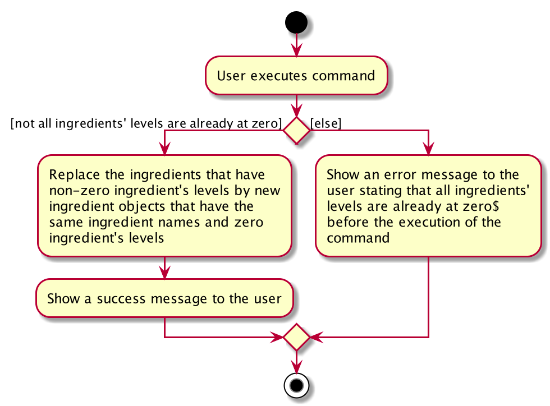 User executes command
[not all ingredients' levels are already at zero]
[else]
Replace the ingredients that have
non-zero ingredient's levels by new
ingredient objects that have the
same ingredient names and zero
ingredient's levels
Show an error message to the
user stating that all ingredients'
levels are already at zero$
before the execution of the
command
Show a success message to the user